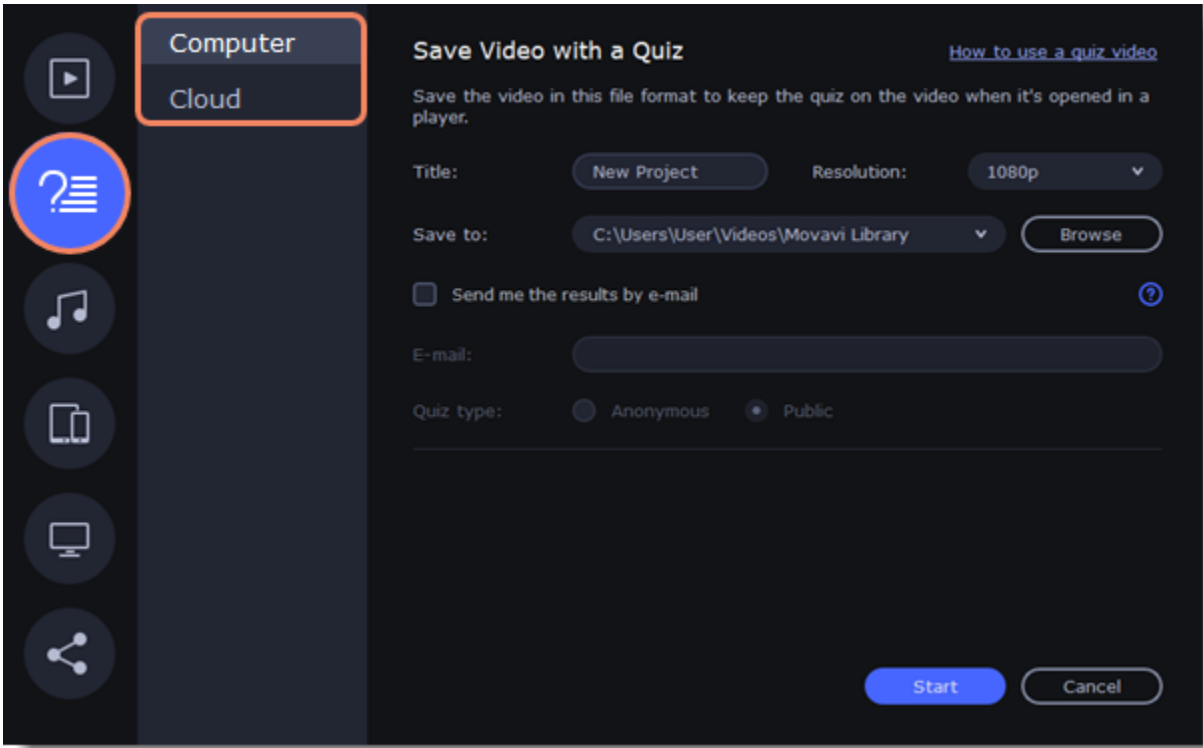 Computer
Cloud
Save Video with a Quiz
How to use a quiz video
Save the video in this file format to keep the quiz on the video when it's opened in a
player.
Title: New Project Resolution: 1080p
Save to: C:\Users\User\Videos\Movavi Library Browse
Send me the results by e-mail ?
E-mail:
Quiz type: Anonymous Public
Start Cancel